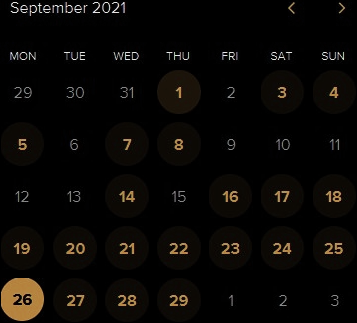 September 2021
MON TUE WED THU FRI SAT SUN
29 30 31 1 2 3 4
5 6 7 8 9 10 11
12 13 14 15 16 17 18
19 20 21 22 23 24 25
26 27 28 29 1 2 3